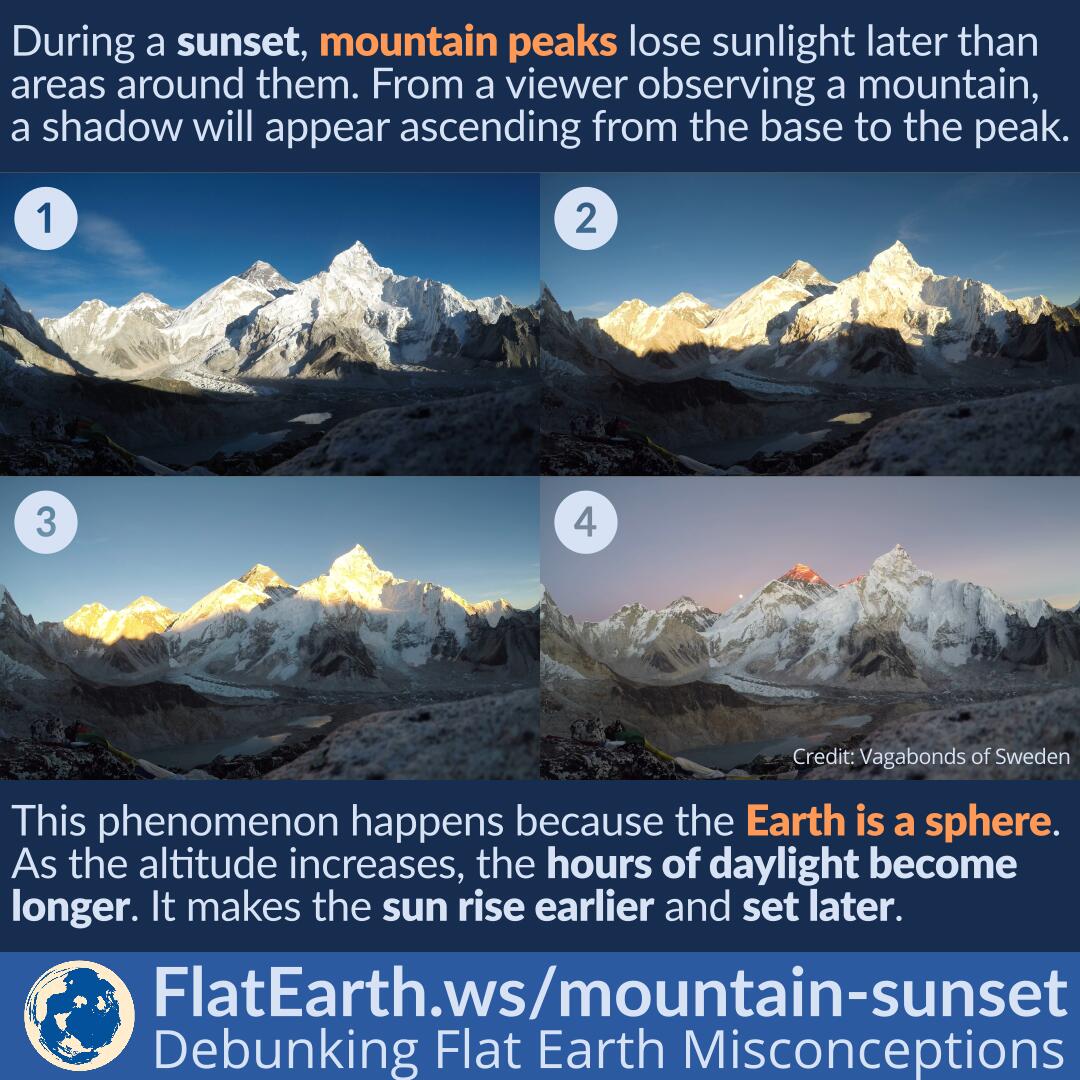 During a sunset, mountain peaks lose sunlight later than
areas around them. From a viewer observing a mountain,
a shadow will appear ascending from the base to the peak.
1
2
3
4
Credit: Vagabonds of Sweden
This phenomenon happens because the Earth is a sphere.
As the altitude increases, the hours of daylight become
longer. It makes the sun rise earlier and set later.
FlatEarth.ws/mountain-sunset
Debunking Flat Earth Misconceptions